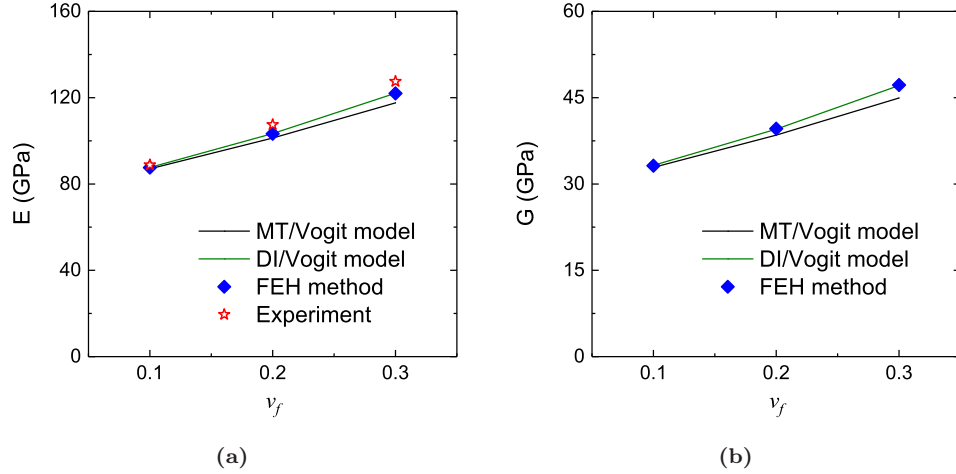 160
120
80
40
0
E (GPa)
MT/Vogit model
DI/Vogit model
FEH method
Experiment
0.1 0.2 0.3
v_f
(a)
60
45
30
15
0
G (GPa)
MT/Vogit model
DI/Vogit model
FEH method
0.1 0.2 0.3
v_f
(b)